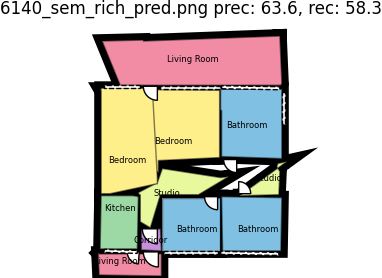 6140_sem_rich_pred.png prec: 63.6, rec: 58.3
Living Room
Bathroom
Bedroom
Bedroom
Studio
Studio
Kitchen
Bathroom
Bathroom
Corridor
Living Room